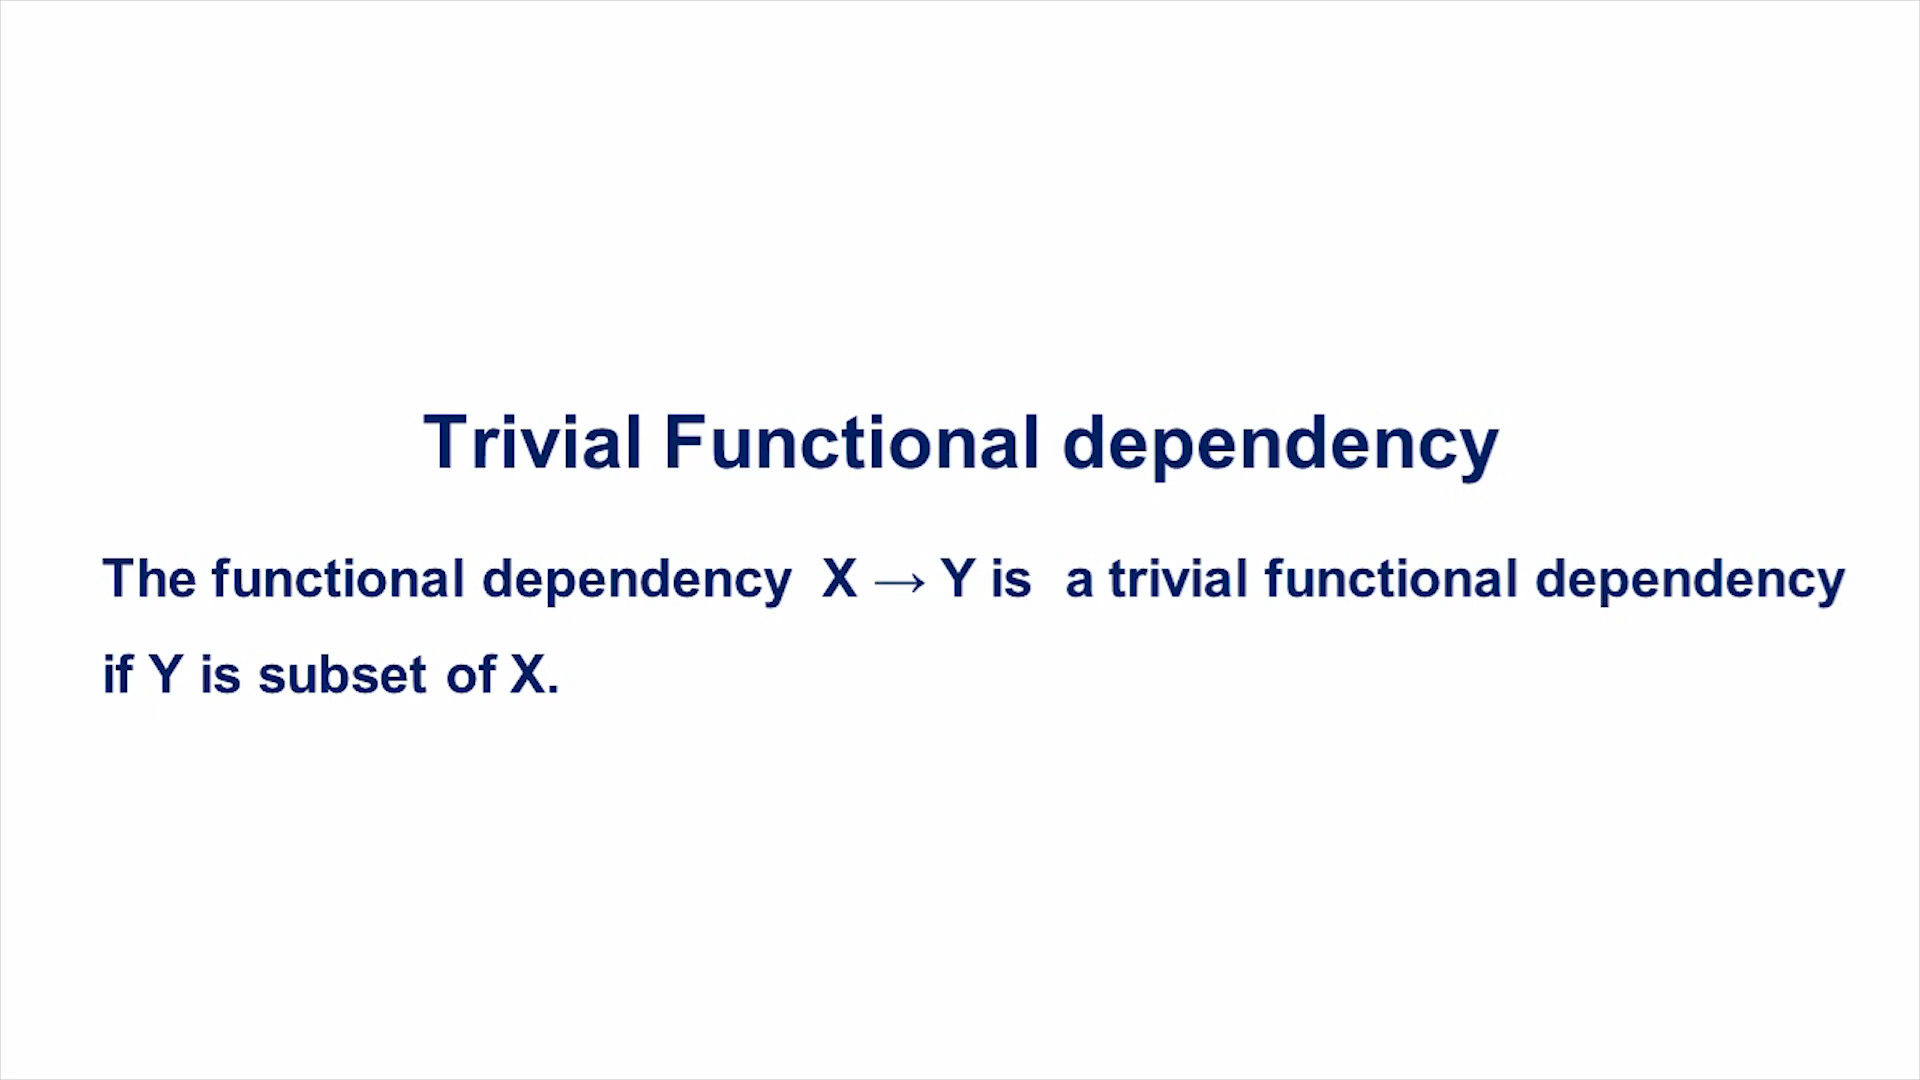 Trivial Functional dependency
The functional dependency X → Y is a trivial functional dependency
if Y is subset of X.